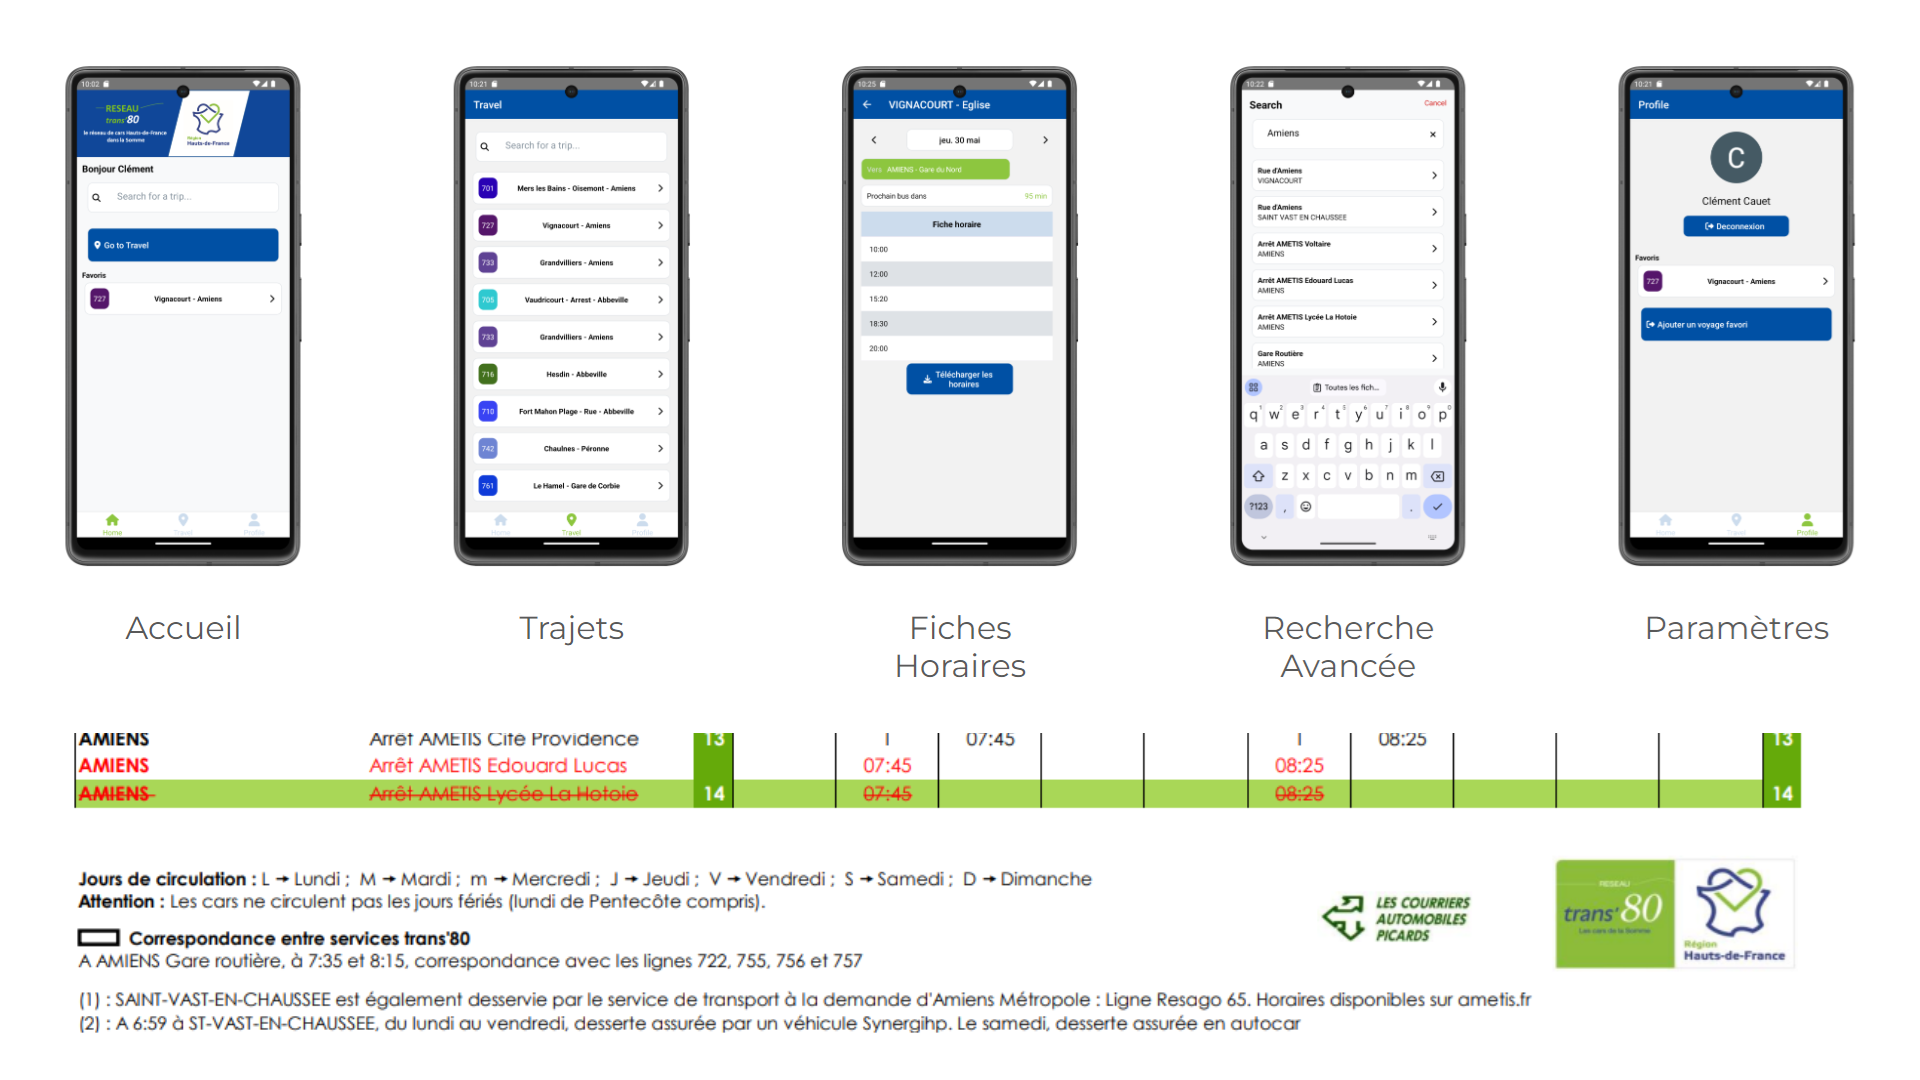 10:02
RESEAU
trans'80
le réseau de cars Hauts-de-France
dans la Somme
Région
Hauts-de-France
Bonjour Clément
Search for a trip...
Go to Travel
Favoris
727 Vignacourt - Amiens
Home Travel Profile
10:21
Travel
Search for a trip...
701 Mers les Bains - Oisemont - Amiens
727 Vignacourt - Amiens
733 Grandvilliers - Amiens
705 Vaudricourt - Arrest - Abbeville
733 Grandvilliers - Amiens
716 Hesdin - Abbeville
710 Fort Mahon Plage - Rue - Abbeville
742 Chaulnes - Péronne
761 Le Hamel - Gare de Corbie
Home Travel Profile
10:25
VIGNACOURT - Eglise
jeu. 30 mai
Vers AMIENS - Gare du Nord
Prochain bus dans 95 min
Fiche horaire
10:00
12:00
15:20
18:30
20:00
Télécharger les
horaires
10:22
Search Cancel
Amiens
Rue d'Amiens
VIGNACOURT
Rue d'Amiens
SAINT VAST EN CHAUSSEE
Arrêt AMETIS Voltaire
AMIENS
Arrêt AMETIS Edouard Lucas
AMIENS
Arrêt AMETIS Lycée La Hotoie
AMIENS
Gare Routière
AMIENS
Toutes les fich...
q w e r t y u i o p
1 2 3 4 5 6 7 8 9 0
a s d f g h j k l
z x c v b n m
?123 , .
10:21
Profile
C
Clément Cauet
Deconnexion
Favoris
727 Vignacourt - Amiens
Ajouter un voyage favori
Home Travel Profile
Accueil
Trajets
Fiches
Horaires
Recherche
Avancée
Paramètres
AMIENS Arrêt AMETIS Cité Providence 13 I 07:45 I 08:25 13
AMIENS Arrêt AMETIS Edouard Lucas 07:45 08:25
AMIENS Arrêt AMETIS Lycée La Hotoie 14 07:45 08:25 14
Jours de circulation : L → Lundi ; M → Mardi ; m → Mercredi ; J → Jeudi ; V → Vendredi ; S → Samedi ; D → Dimanche
Attention : Les cars ne circulent pas les jours fériés (lundi de Pentecôte compris).
Correspondance entre services trans'80
A AMIENS Gare routière, à 7:35 et 8:15, correspondance avec les lignes 722, 755, 756 et 757
(1) : SAINT-VAST-EN-CHAUSSEE est également desservie par le service de transport à la demande d'Amiens Métropole : Ligne Resago 65. Horaires disponibles sur ametis.fr
(2) : A 6:59 à ST-VAST-EN-CHAUSSEE, du lundi au vendredi, desserte assurée par un véhicule Synergihp. Le samedi, desserte assurée en autocar
LES COURRIERS
AUTOMOBILES
PICARDS
RESEAU
trans'80
Les cars de la Somme
Région
Hauts-de-France